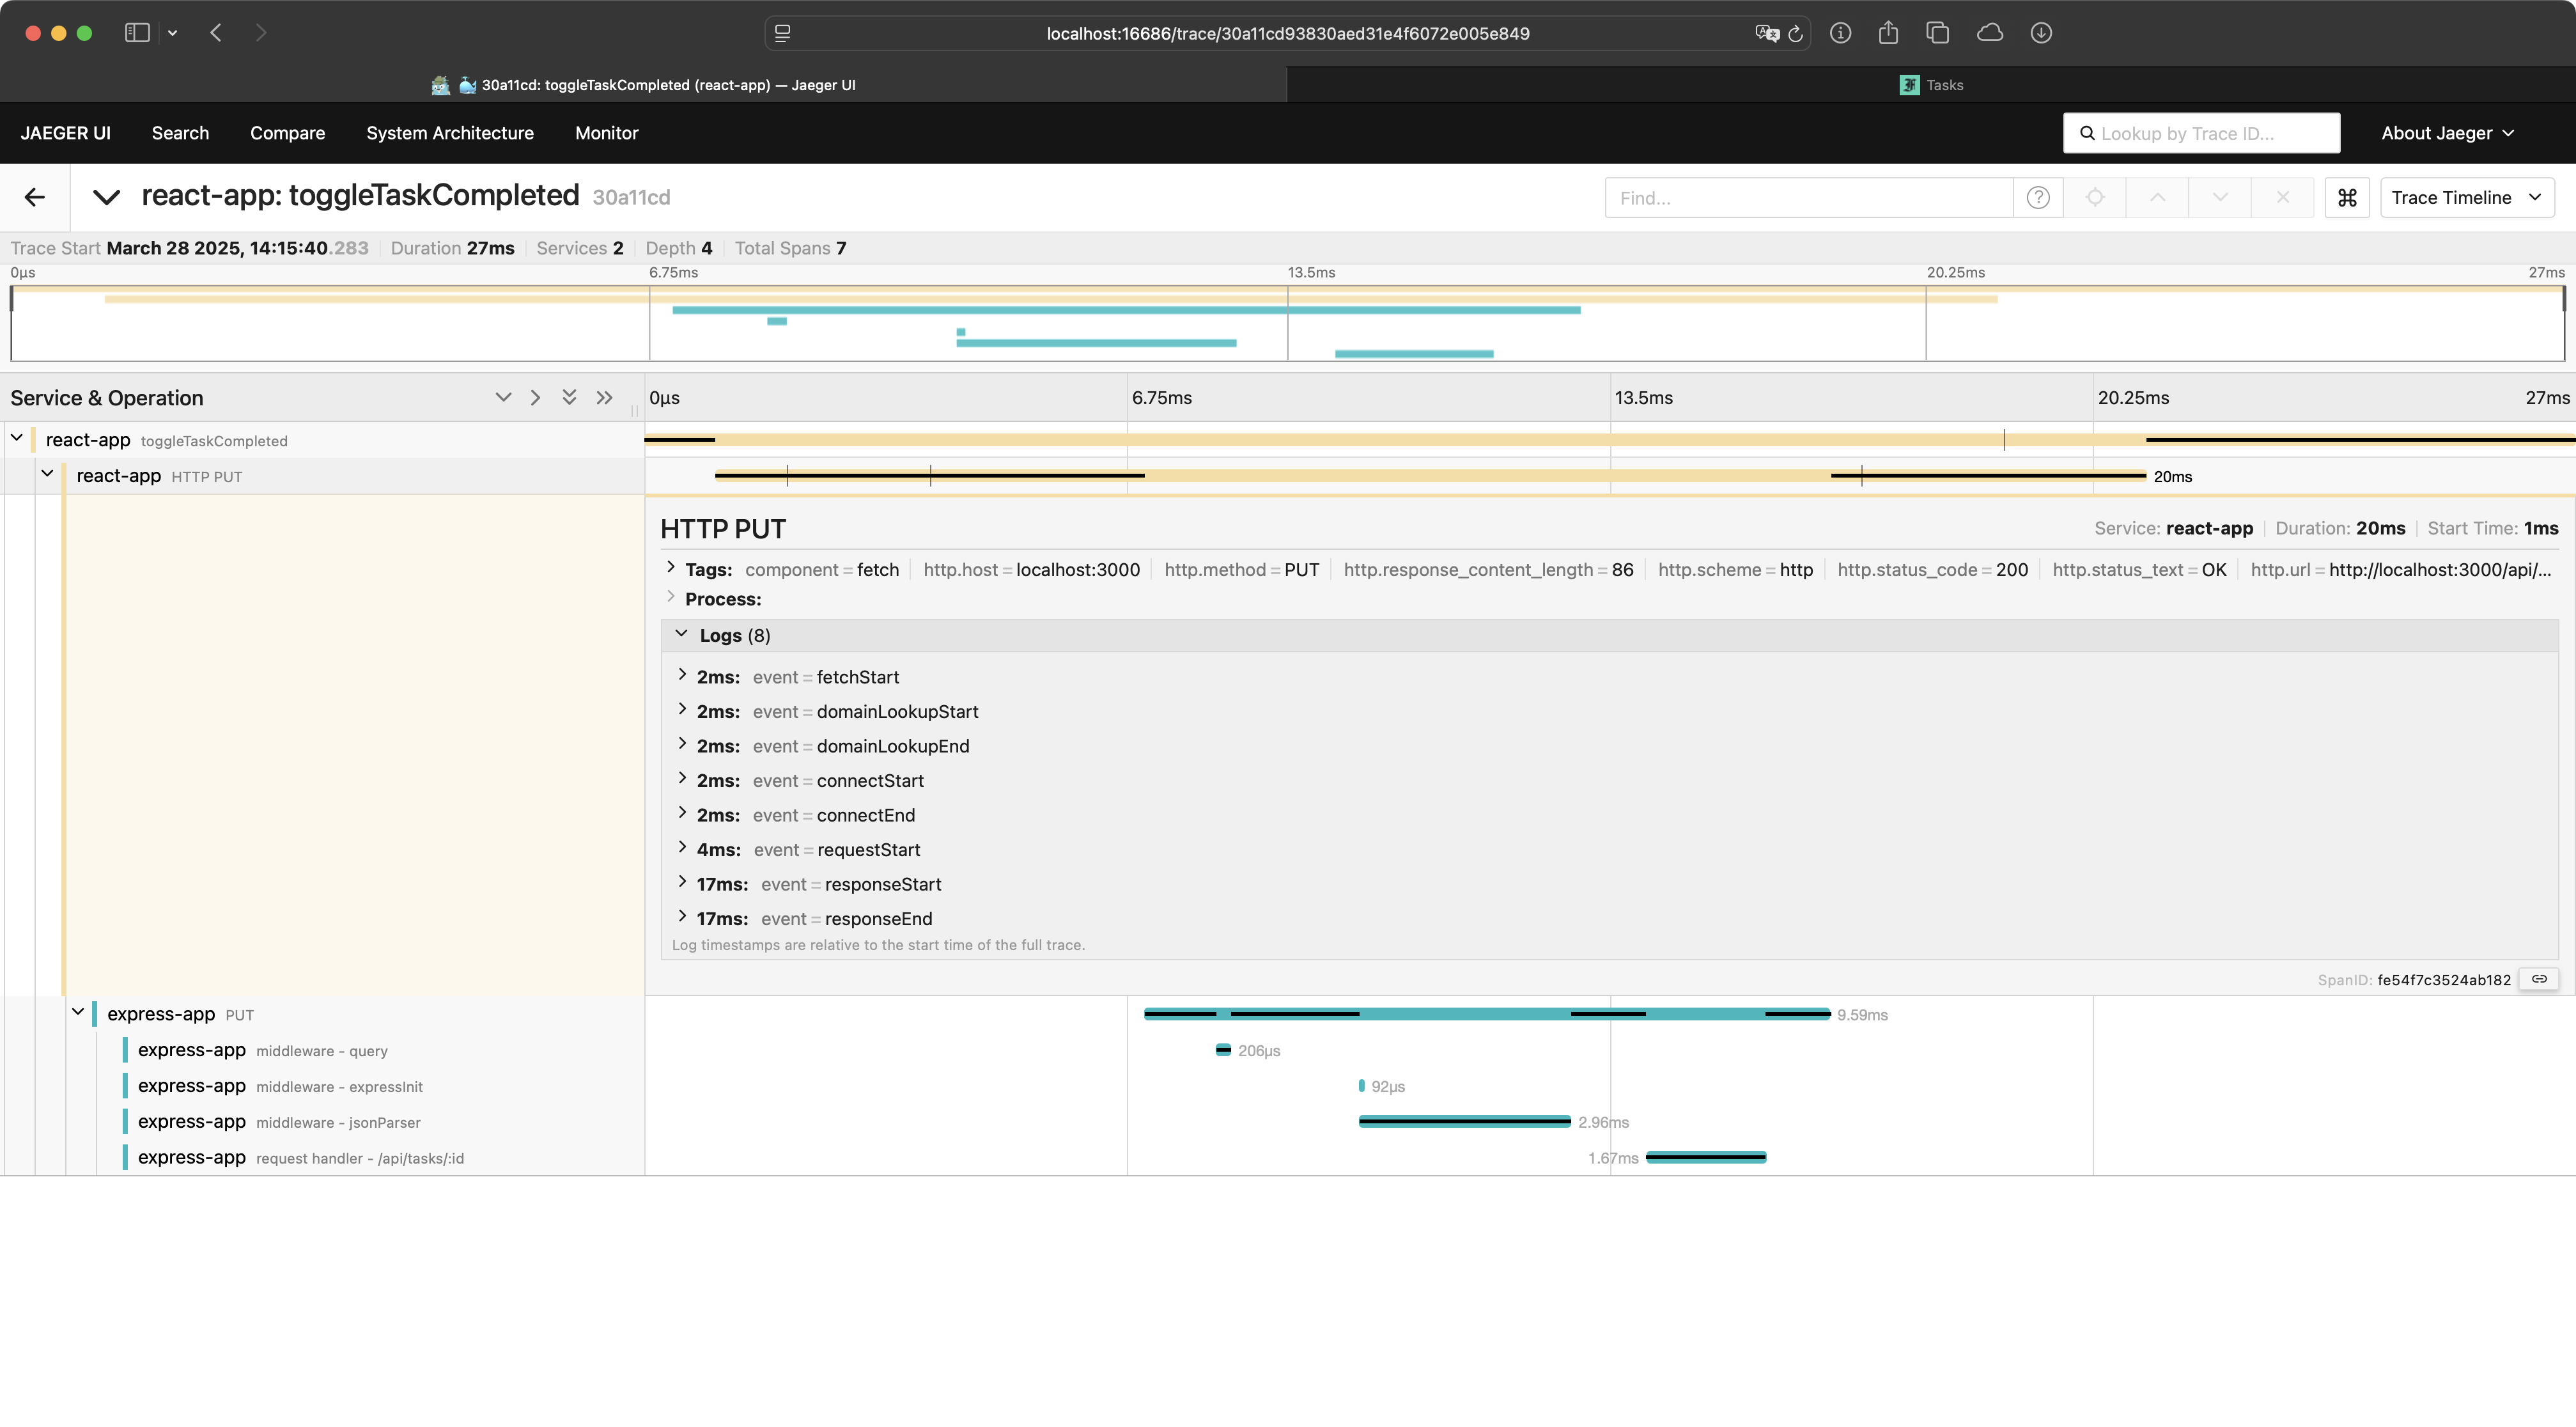 localhost:16686/trace/30a11cd93830aed31e4f6072e005e849
30a11cd: toggleTaskCompleted (react-app) — Jaeger UI
Tasks
JAEGER UI Search Compare System Architecture Monitor Lookup by Trace ID... About Jaeger
react-app: toggleTaskCompleted 30a11cd Find... Trace Timeline
Trace Start March 28 2025, 14:15:40.283 Duration 27ms Services 2 Depth 4 Total Spans 7
0μs 6.75ms 13.5ms 20.25ms 27ms
Service & Operation 0μs 6.75ms 13.5ms 20.25ms 27ms
react-app toggleTaskCompleted
react-app HTTP PUT 20ms
HTTP PUT Service: react-app Duration: 20ms Start Time: 1ms
Tags: component = fetch http.host = localhost:3000 http.method = PUT http.response_content_length = 86 http.scheme = http http.status_code = 200 http.status_text = OK http.url = http://localhost:3000/api/...
Process:
Logs (8)
2ms: event = fetchStart
2ms: event = domainLookupStart
2ms: event = domainLookupEnd
2ms: event = connectStart
2ms: event = connectEnd
4ms: event = requestStart
17ms: event = responseStart
17ms: event = responseEnd
Log timestamps are relative to the start time of the full trace.
SpanID: fe54f7c3524ab182
express-app PUT 9.59ms
express-app middleware - query 206μs
express-app middleware - expressInit 92μs
express-app middleware - jsonParser 2.96ms
express-app request handler - /api/tasks/:id 1.67ms